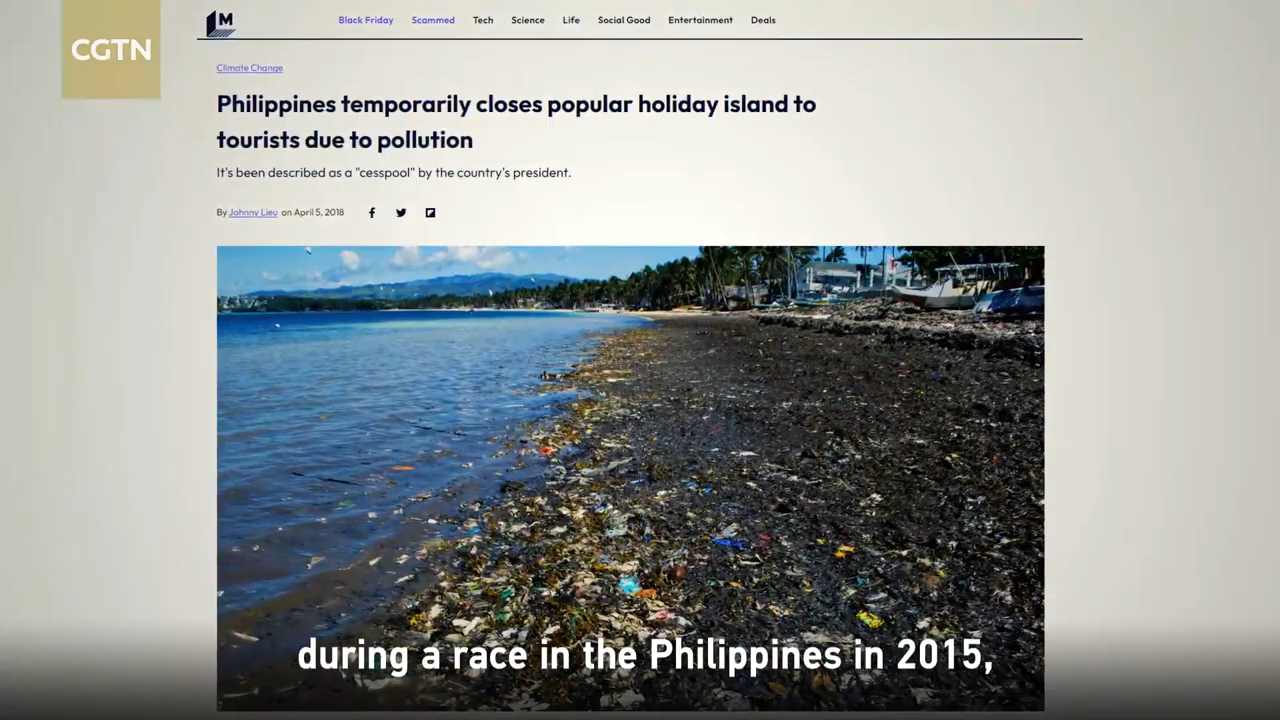 CGTN
M
Black Friday Scammed Tech Science Life Social Good Entertainment Deals
Climate Change
Philippines temporarily closes popular holiday island to
tourists due to pollution
It's been described as a "cesspool" by the country's president.
By Johnny Lieu on April 5, 2018
during a race in the Philippines in 2015,